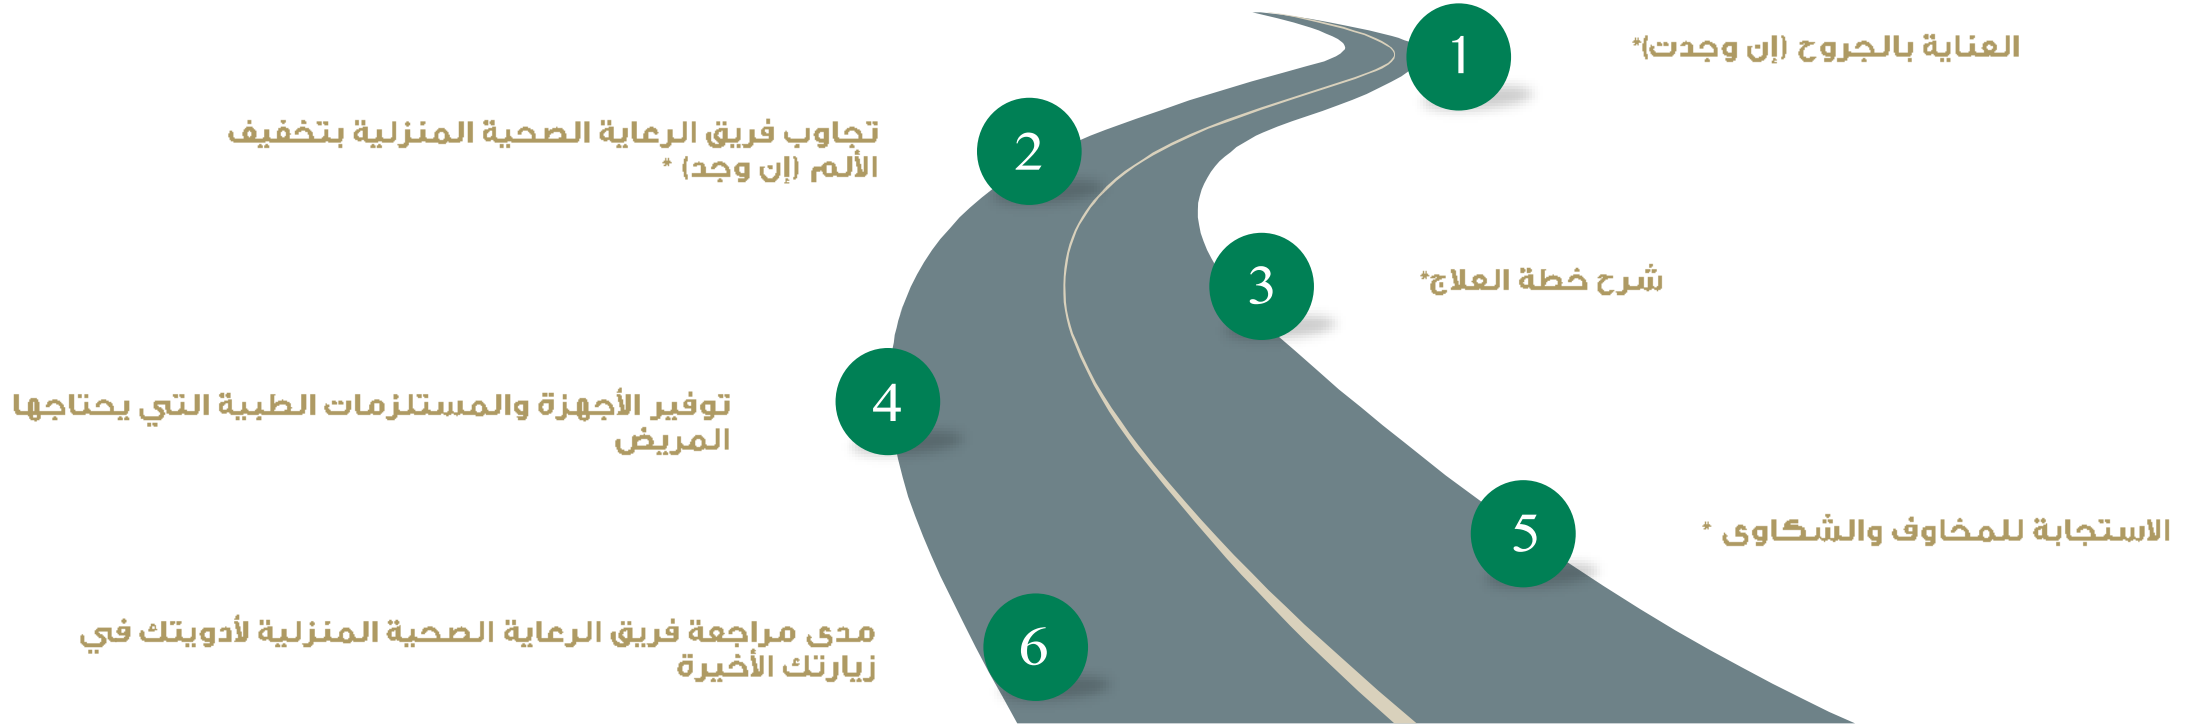 1
العناية بالجروح (إن وجدت)*
2
تجاوب فريق الرعاية الصحية المنزلية بتخفيف
الألم (إن وجد) *
3
شرح خطة العلاج*
4
توفير الأجهزة والمستلزمات الطبية التي يحتاجها
المريض
5
الاستجابة للمخاوف والشكاوى *
6
مدى مراجعة فريق الرعاية الصحية المنزلية لأدويتك في
زيارتك الأخيرة